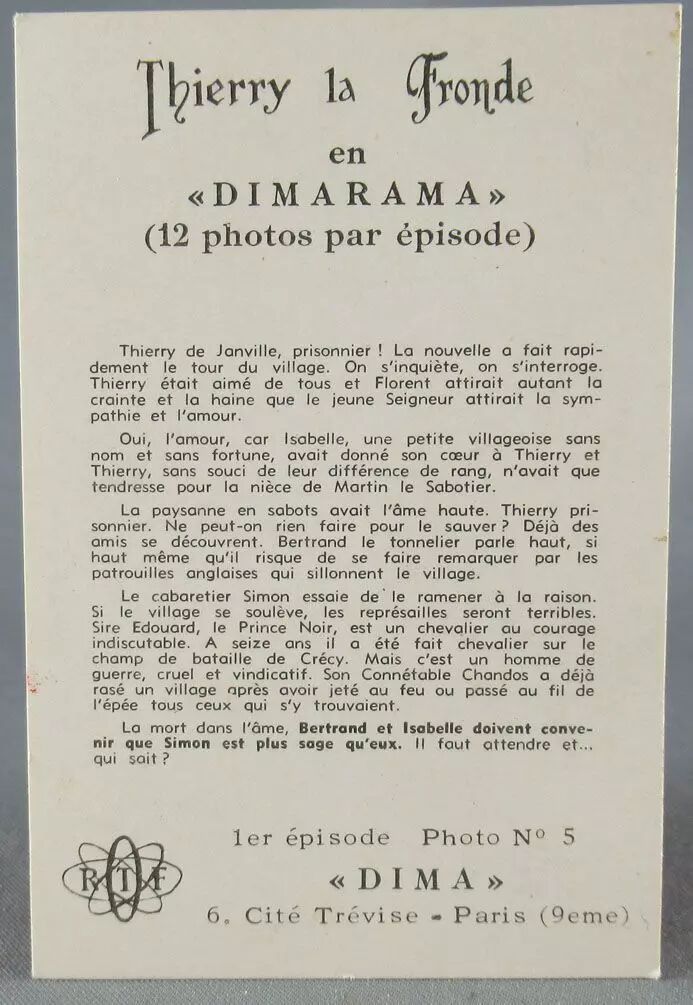 Thierry la Fronde
en
«DIMARAMA»
(12 photos par épisode)
Thierry de Janville, prisonnier ! La nouvelle a fait rapi-
dement le tour du village. On s'inquiète, on s'interroge.
Thierry était aimé de tous et Florent attirait autant la
crainte et la haine que le jeune Seigneur attirait la sym-
pathie et l'amour.
Oui, l'amour, car Isabelle, une petite villageoise sans
nom et sans fortune, avait donné son cœur à Thierry et
Thierry, sans souci de leur différence de rang, n'avait que
tendresse pour la nièce de Martin le Sabotier.
La paysanne en sabots avait l'âme haute. Thierry pri-
sonnier. Ne peut-on rien faire pour le sauver ? Déjà des
amis se découvrent. Bertrand le tonnelier parle haut, si
haut même qu'il risque de se faire remarquer par les
patrouilles anglaises qui sillonnent le village.
Le cabaretier Simon essaie de le ramener à la raison.
Si le village se soulève, les représailles seront terribles.
Sire Edouard, le Prince Noir, est un chevalier au courage
indiscutable. A seize ans il a été fait chevalier sur le
champ de bataille de Crécy. Mais c'est un homme de
guerre, cruel et vindicatif. Son Connétable Chandos a déjà
rasé un village après avoir jeté au feu ou passé au fil de
l'épée tous ceux qui s'y trouvaient.
La mort dans l'âme, Bertrand et Isabelle doivent conve-
nir que Simon est plus sage qu'eux. Il faut attendre et...
qui sait ?
1er épisode Photo Nº 5
RTF
«DIMA»
6. Cité Trévise - Paris (9eme)